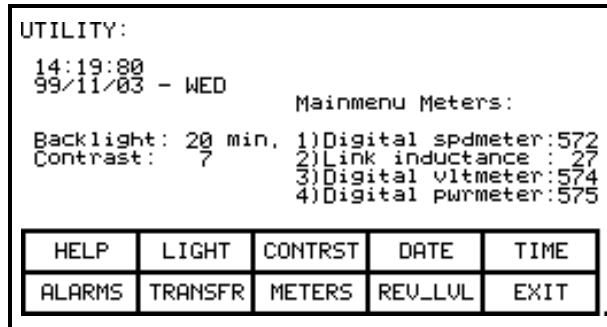 UTILITY:
14:19:80
99/11/03 - WED
Mainmenu Meters:
Backlight: 20 min. 1)Digital spdmeter:572
Contrast: 7 2)Link inductance : 27
3)Digital vltmeter:574
4)Digital pwrmeter:575
HELP LIGHT CONTRST DATE TIME
ALARMS TRANSFR METERS REV_LVL EXIT